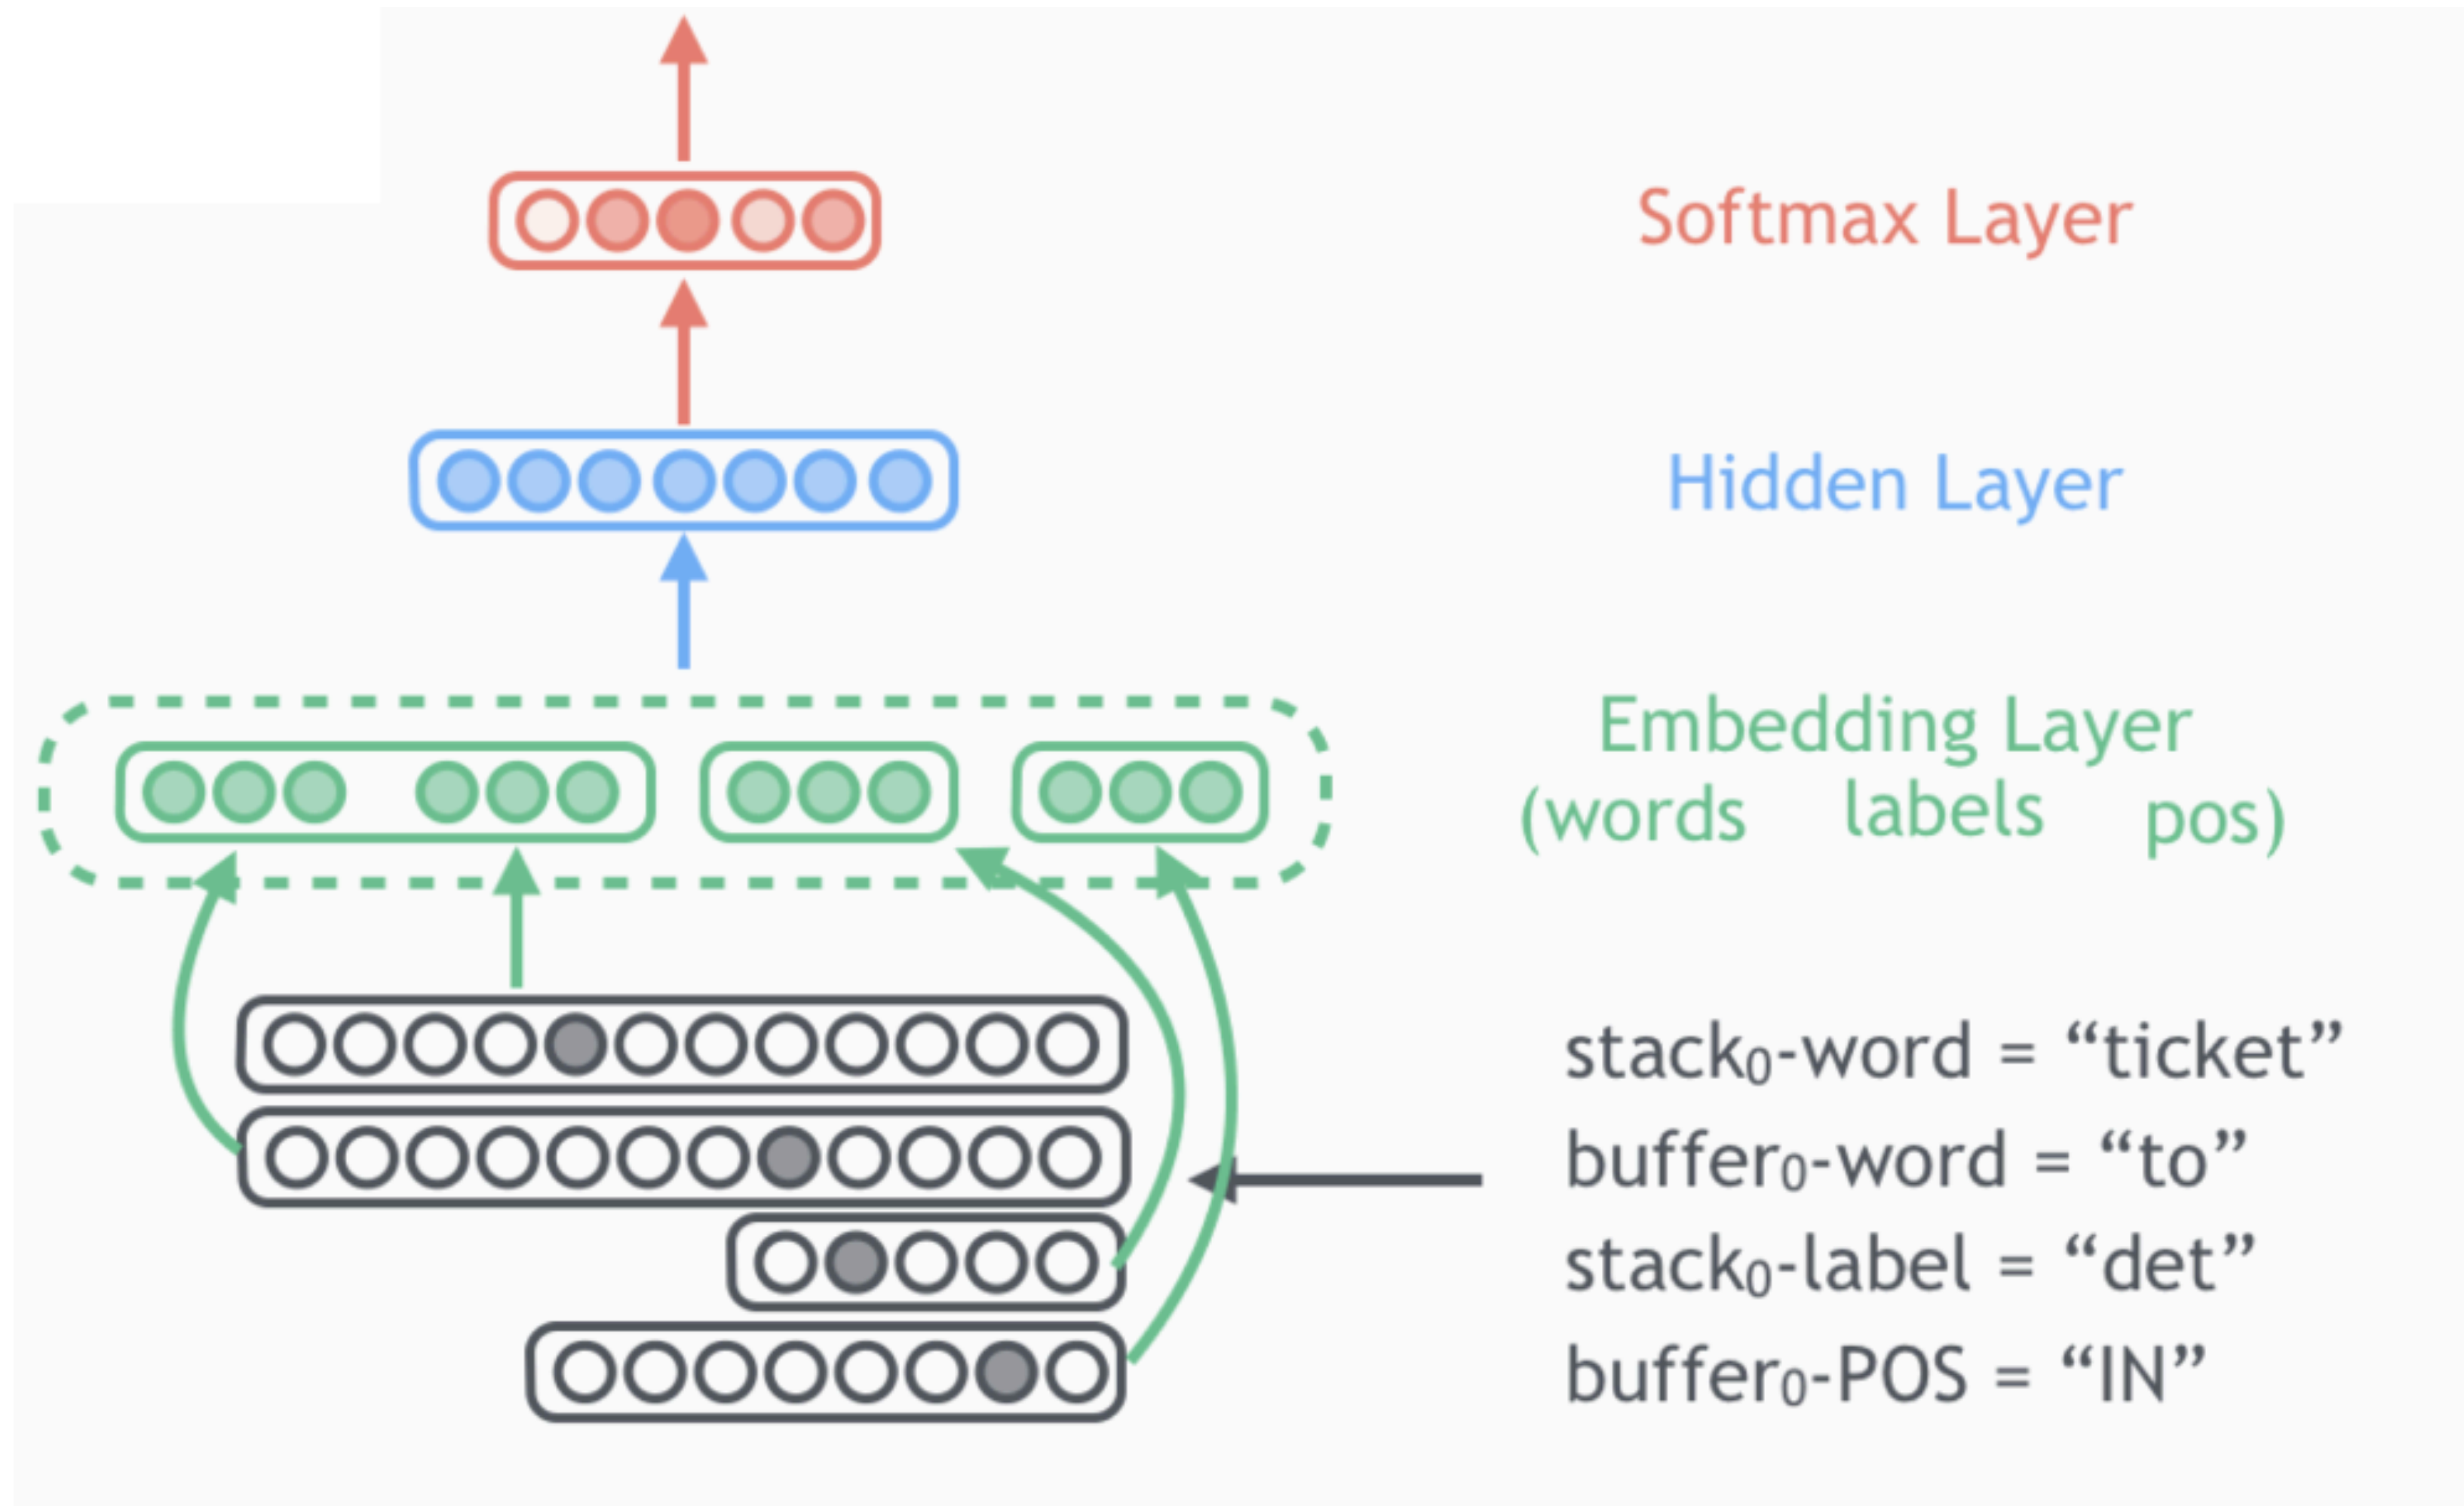 Softmax Layer
Hidden Layer
Embedding Layer
(words labels pos)
stack₀-word = “ticket”
buffer₀-word = “to”
stack₀-label = “det”
buffer₀-POS = “IN”